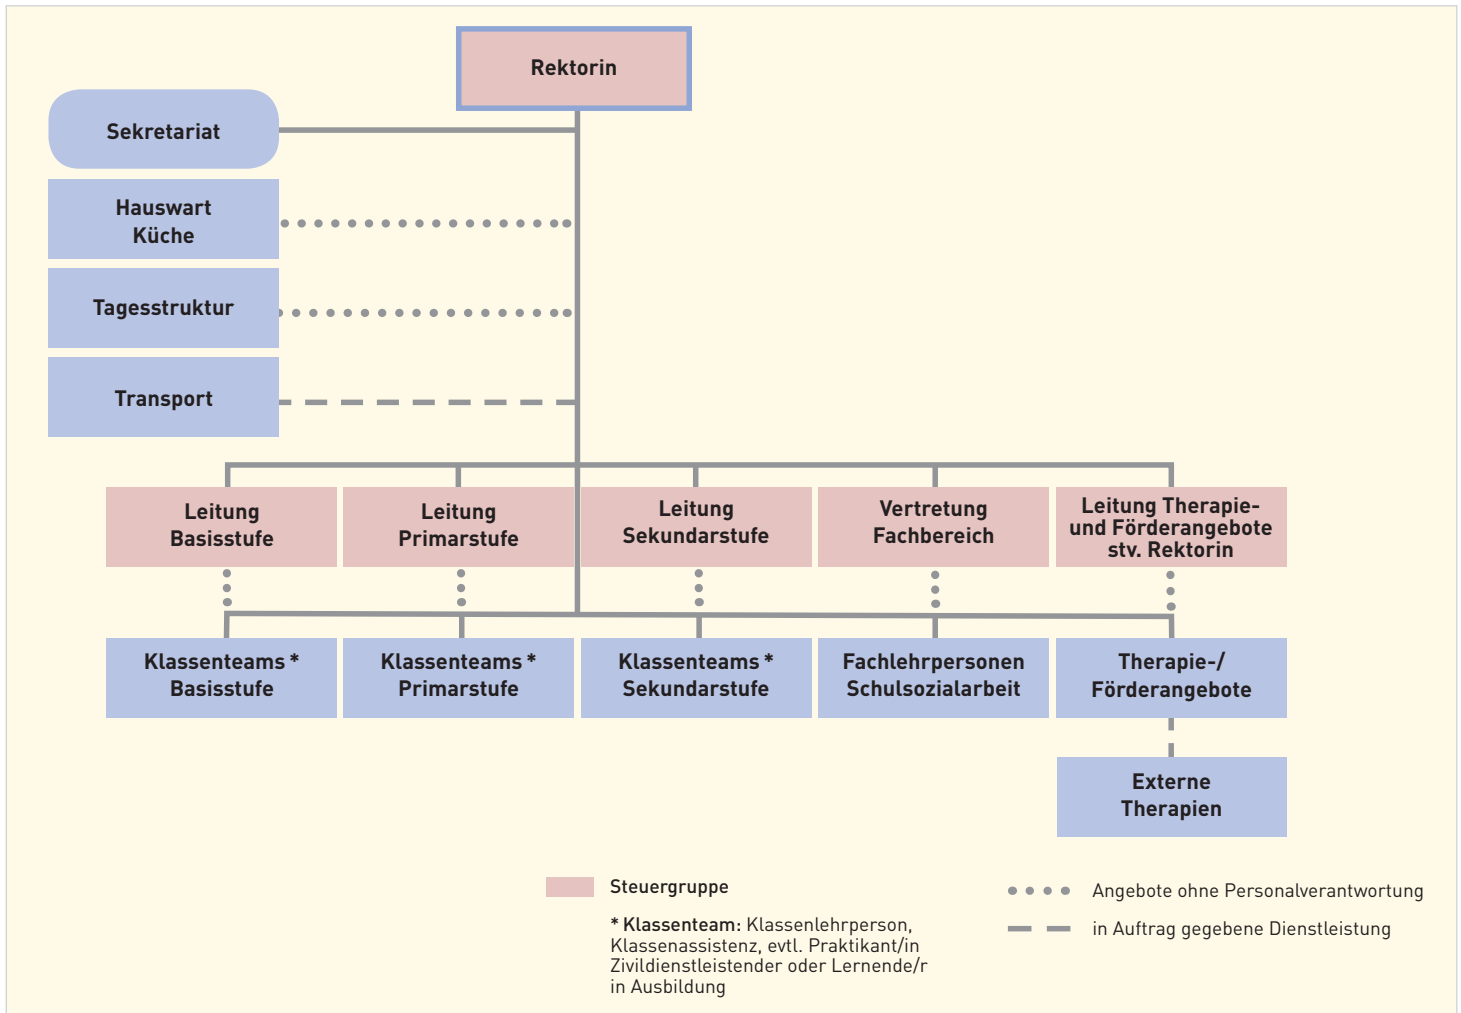 Rektorin
Sekretariat
Hauswart
Küche
Tagesstruktur
Transport
Leitung
Basisstufe
Leitung
Primarstufe
Leitung
Sekundarstufe
Vertretung
Fachbereich
Leitung Therapie-
und Förderangebote
stv. Rektorin
Klassenteams *
Basisstufe
Klassenteams *
Primarstufe
Klassenteams *
Sekundarstufe
Fachlehrpersonen
Schulsozialarbeit
Therapie-/
Förderangebote
Externe
Therapien
Steuergruppe
* Klassenteam: Klassenlehrperson,
Klassenassistenz, evtl. Praktikant/in
Zivildienstleistender oder Lernende/r
in Ausbildung
Angebote ohne Personalverantwortung
in Auftrag gegebene Dienstleistung